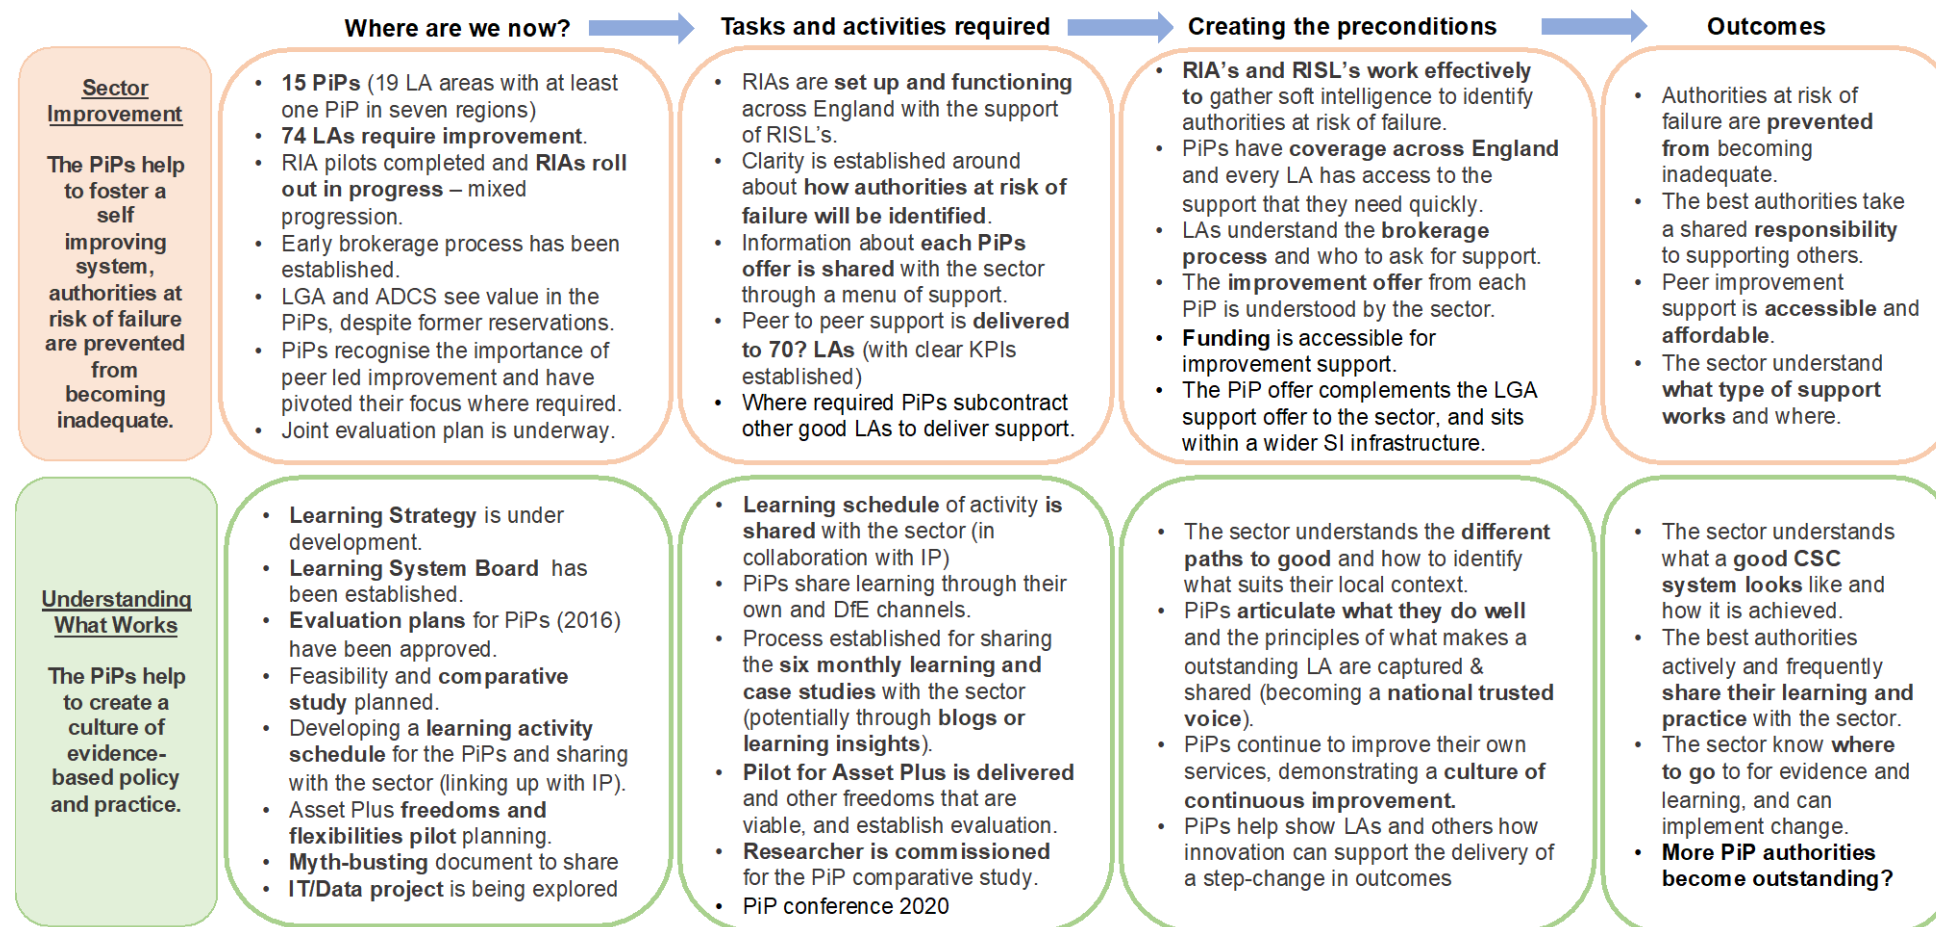 Where are we now?
Tasks and activities required
Creating the preconditions
Outcomes
Sector
Improvement
The PiPs help
to foster a
self
improving
system,
authorities at
risk of failure
are prevented
from
becoming
inadequate.
• 15 PiPs (19 LA areas with at least
one PiP in seven regions)
• 74 LAs require improvement.
• RIA pilots completed and RIAs roll
out in progress – mixed
progression.
• Early brokerage process has been
established.
• LGA and ADCS see value in the
PiPs, despite former reservations.
• PiPs recognise the importance of
peer led improvement and have
pivoted their focus where required.
• Joint evaluation plan is underway.
• RIAs are set up and functioning
across England with the support
of RISL's.
• Clarity is established around
about how authorities at risk of
failure will be identified.
• Information about each PiPs
offer is shared with the sector
through a menu of support.
• Peer to peer support is delivered
to 70? LAs (with clear KPIs
established)
• Where required PiPs subcontract
other good LAs to deliver support.
• RIA's and RISL's work effectively
to gather soft intelligence to identify
authorities at risk of failure.
• PiPs have coverage across England
and every LA has access to the
support that they need quickly.
• LAs understand the brokerage
process and who to ask for support.
• The improvement offer from each
PiP is understood by the sector.
• Funding is accessible for
improvement support.
• The PiP offer complements the LGA
support offer to the sector, and sits
within a wider SI infrastructure.
• Authorities at risk of
failure are prevented
from becoming
inadequate.
• The best authorities take
a shared responsibility
to supporting others.
• Peer improvement
support is accessible and
affordable.
• The sector understand
what type of support
works and where.
Understanding
What Works
The PiPs help
to create a
culture of
evidence-
based policy
and practice.
• Learning Strategy is under
development.
• Learning System Board has
been established.
• Evaluation plans for PiPs (2016)
have been approved.
• Feasibility and comparative
study planned.
• Developing a learning activity
schedule for the PiPs and sharing
with the sector (linking up with IP).
• Asset Plus freedoms and
flexibilities pilot planning.
• Myth-busting document to share
• IT/Data project is being explored
• Learning schedule of activity is
shared with the sector (in
collaboration with IP)
• PiPs share learning through their
own and DfE channels.
• Process established for sharing
the six monthly learning and
case studies with the sector
(potentially through blogs or
learning insights).
• Pilot for Asset Plus is delivered
and other freedoms that are
viable, and establish evaluation.
• Researcher is commissioned
for the PiP comparative study.
• PiP conference 2020
• The sector understands the different
paths to good and how to identify
what suits their local context.
• PiPs articulate what they do well
and the principles of what makes a
outstanding LA are captured &
shared (becoming a national trusted
voice).
• PiPs continue to improve their own
services, demonstrating a culture of
continuous improvement.
• PiPs help show LAs and others how
innovation can support the delivery of
a step-change in outcomes
• The sector understands
what a good CSC
system looks like and
how it is achieved.
• The best authorities
actively and frequently
share their learning and
practice with the sector.
• The sector know where
to go to for evidence and
learning, and can
implement change.
• More PiP authorities
become outstanding?